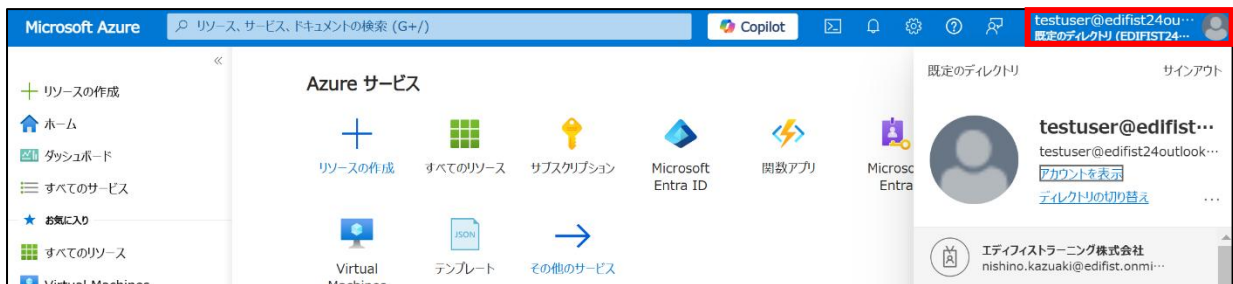 Microsoft Azure
リソース、サービス、ドキュメントの検索 (G+/)
Copilot
testuser@edifist24ou…
既定のディレクトリ (EDIFIST24…
リソースの作成
ホーム
ダッシュボード
すべてのサービス
お気に入り
すべてのリソース
Virtual Machines
Azure サービス
リソースの作成
すべてのリソース
サブスクリプション
Microsoft
Entra ID
関数アプリ
Microsoc
Entra
Virtual
Machines
JSON
テンプレート
その他のサービス
既定のディレクトリ
サインアウト
testuser@edifist…
testuser@edifist24outlook…
アカウントを表示
ディレクトリの切り替え
…
エディフィストラーニング株式会社
nishino.kazuaki@edifist.onmi…